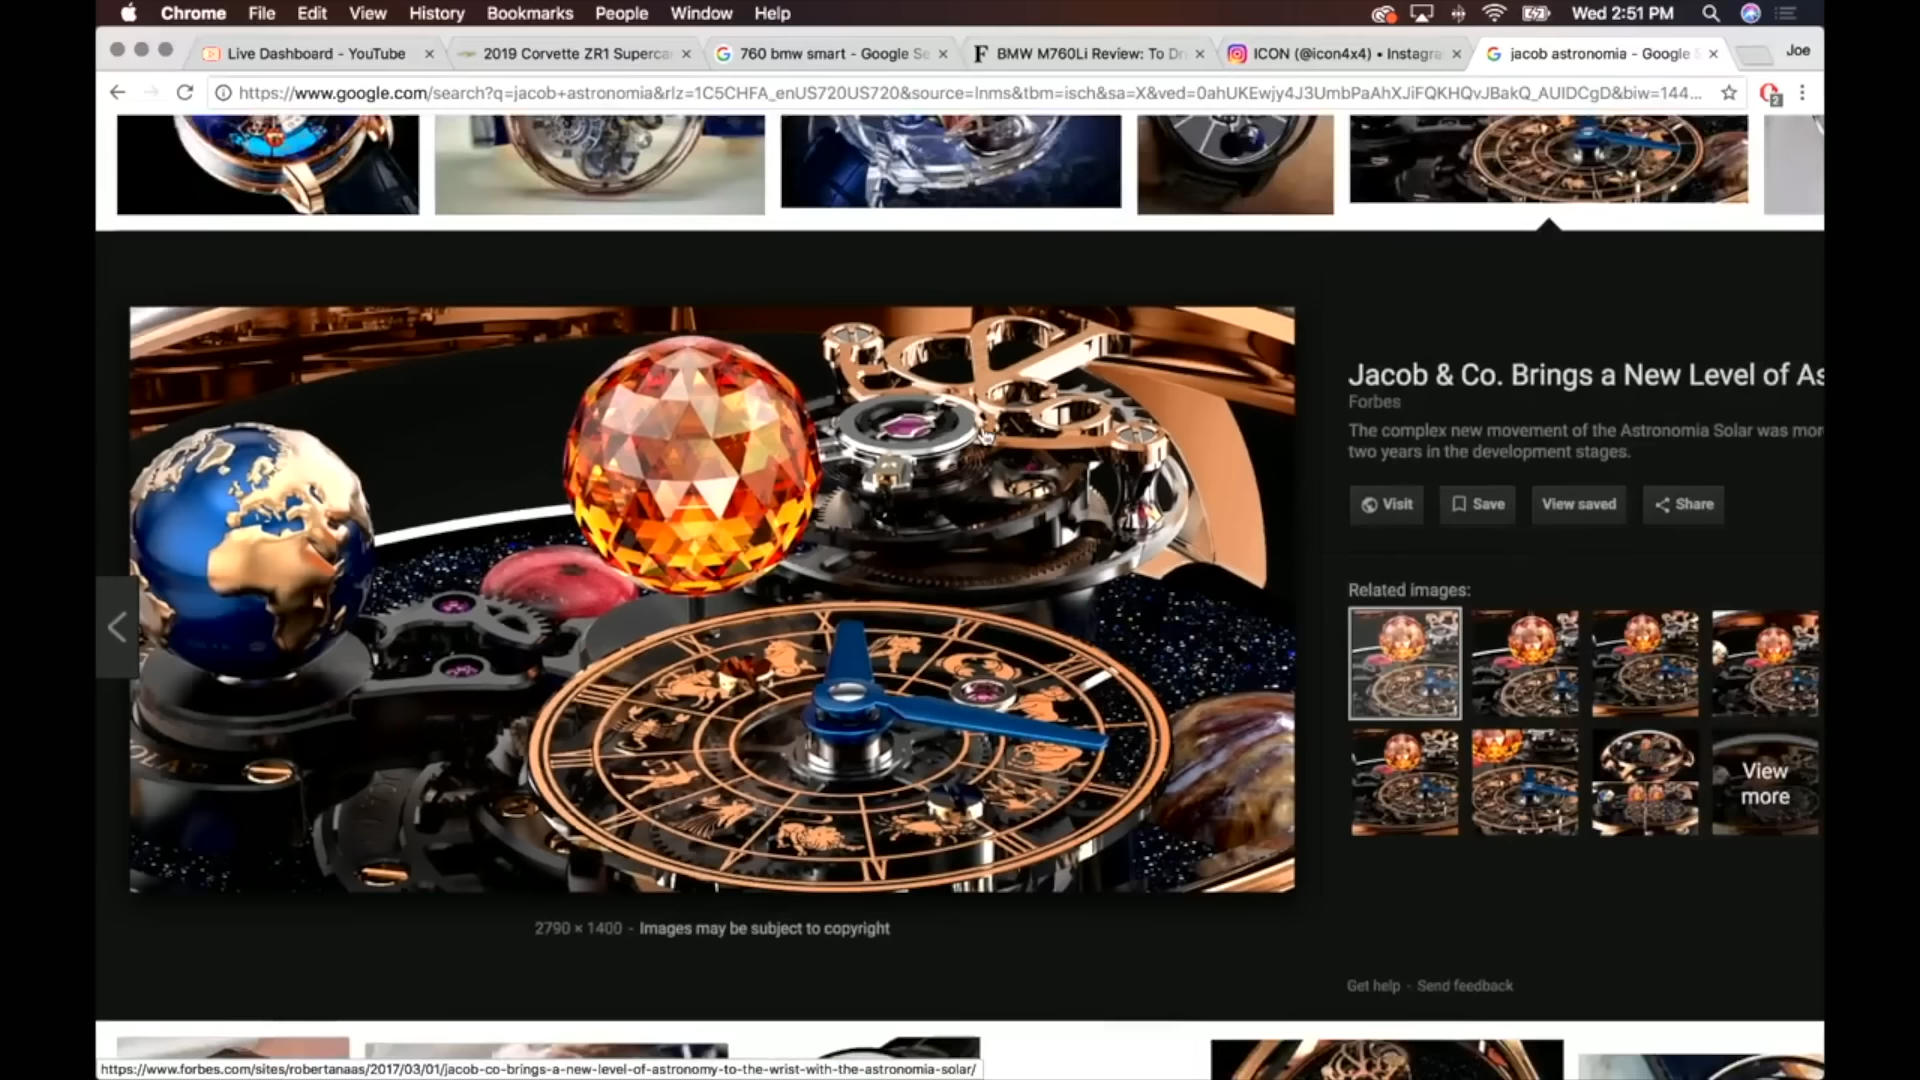 Chrome File Edit View History Bookmarks People Window Help Wed 2:51 PM
Live Dashboard - YouTube 2019 Corvette ZR1 Superca 760 bmw smart - Google Se BMW M760Li Review: To Dr ICON (@icon4x4) • Instagra jacob astronomia - Google S Joe
https://www.google.com/search?q=jacob+astronomia&rlz=1C5CHFA_enUS720US720&source=lnms&tbm=isch&sa=X&ved=0ahUKEwjy4J3UmbPaAhXJiFQKHQvJBakQ_AUIDCgD&biw=144... 2
Jacob & Co. Brings a New Level of As
Forbes
The complex new movement of the Astronomia Solar was mor
two years in the development stages.
Visit Save View saved Share
Related images:
OLAR
View
more
2790 × 1400 - Images may be subject to copyright
Get help - Send feedback
https://www.forbes.com/sites/robertanaas/2017/03/01/jacob-co-brings-a-new-level-of-astronomy-to-the-wrist-with-the-astronomia-solar/